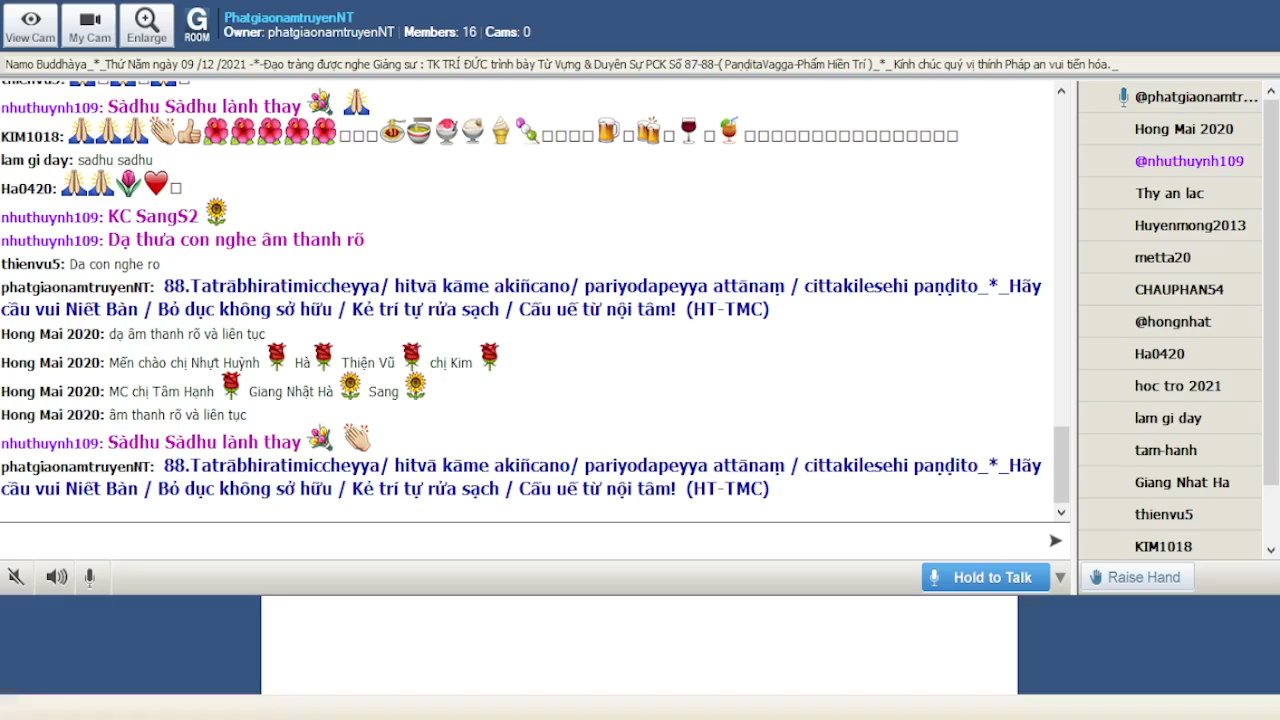 View Cam
My Cam
Enlarge
G
ROOM
PhatgiaonamtruyenNT
Owner: phatgiaonamtruyenNT | Members: 16 | Cams: 0
Namo Buddhàya_*_Thứ Năm ngày 09 /12 /2021 -*-Đạo tràng được nghe Giảng sư : TK TRÍ ĐỨC trình bày Từ Vựng & Duyên Sự PCK Số 87-88-( PaṇḍitaVagga-Phẩm Hiền Trí )_*_ Kính chúc quý vị thính Pháp an vui tiến hóa._
thienvu5:
nhuthuynh109: Sàdhu Sàdhu lành thay
KIM1018:
lam gi day: sadhu sadhu
Ha0420:
nhuthuynh109: KC SangS2
nhuthuynh109: Dạ thưa con nghe âm thanh rõ
thienvu5: Da con nghe ro
phatgiaonamtruyenNT: 88.Tatrābhiratimiccheyya/ hitvā kāme akiñcano/ pariyodapeyya attānaṃ / cittakilesehi paṇḍito_*_Hãy
cầu vui Niết Bàn / Bỏ dục không sở hữu / Kẻ trí tự rửa sạch / Cấu uế từ nội tâm! (HT-TMC)
Hong Mai 2020: dạ âm thanh rõ và liên tục
Hong Mai 2020: Mến chào chị Nhựt Huỳnh Hà Thiện Vũ chị Kim
Hong Mai 2020: MC chị Tâm Hạnh Giang Nhật Hà Sang
Hong Mai 2020: âm thanh rõ và liên tục
nhuthuynh109: Sàdhu Sàdhu lành thay
phatgiaonamtruyenNT: 88.Tatrābhiratimiccheyya/ hitvā kāme akiñcano/ pariyodapeyya attānaṃ / cittakilesehi paṇḍito_*_Hãy
cầu vui Niết Bàn / Bỏ dục không sở hữu / Kẻ trí tự rửa sạch / Cấu uế từ nội tâm! (HT-TMC)
@phatgiaonamtr...
Hong Mai 2020
@nhuthuynh109
Thy an lac
Huyenmong2013
metta20
CHAUPHAN54
@hongnhat
Ha0420
hoc tro 2021
lam gi day
tam-hanh
Giang Nhat Ha
thienvu5
KIM1018
Hold to Talk
Raise Hand